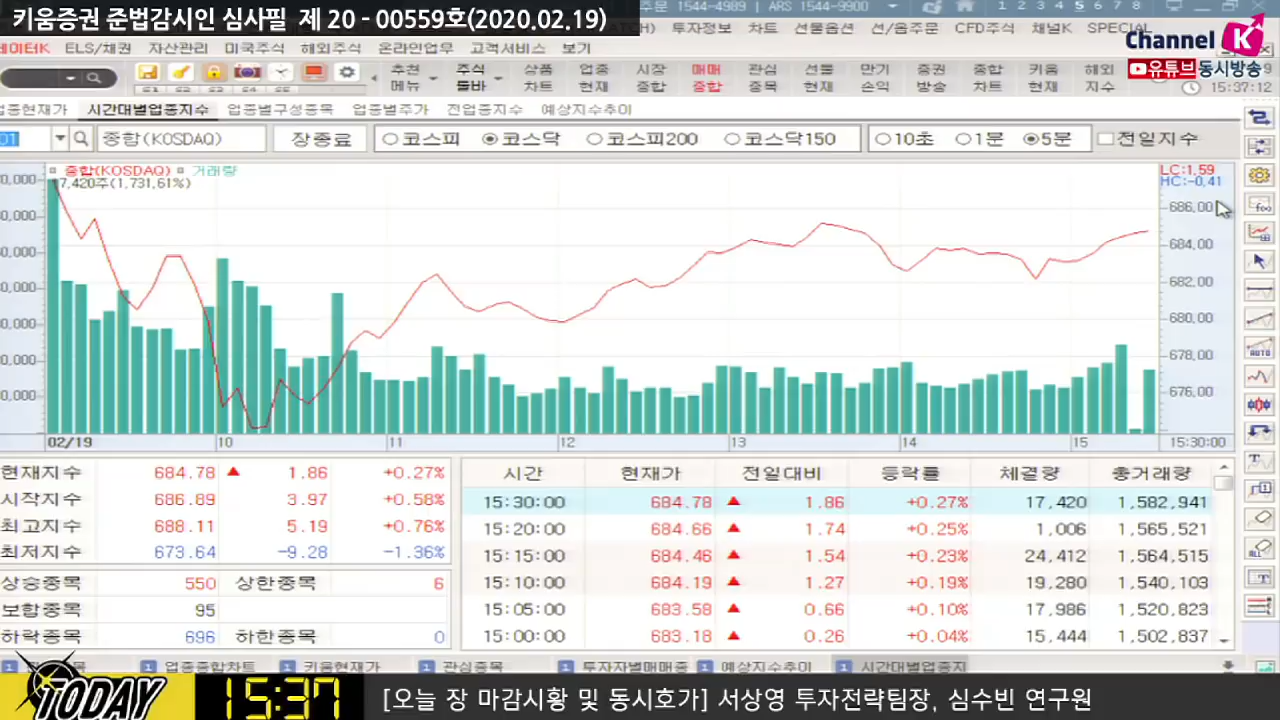 키움증권 준법감시인 심사필 제 20 - 00559호(2020.02.19)
1544-4989 | ARS 1544-9900
1 2 3 4 5 6 7 8
투자정보 차트 선물옵션 선/옵주문 CFD주식 채널K SPECIAL
Channel K
유튜브동시방송
ELS/채권 자산관리 미국주식 해외주식 온라인업무 고객서비스 보기
추천 주식 상품 업종 시장 매매 관심 선물 만기 증권 종합 키움 해외
메뉴 툴바 차트 현재 종합 종합 종목 현재 손익 방송 차트 현재 지수
15:37:12
업종현재가 시간대별업종지수 업종별구성종목 업종별주가 전업종지수 예상지수추이
01 종합(KOSDAQ) 장종료 코스피 코스닥 코스피200 코스닥150 10초 1분 5분 전일지수
종합(KOSDAQ) 거래량
7,420주(1,731.61%)
LC:1.59
HC:-0.41
686.00
684.00
682.00
680.00
678.00
676.00
02/19 10 11 12 13 14 15 15:30:00
현재지수 684.78 ▲ 1.86 +0.27%
시작지수 686.89 3.97 +0.58%
최고지수 688.11 5.19 +0.76%
최저지수 673.64 -9.28 -1.36%
상승종목 550 상한종목 6
보합종목 95
하락종목 696 하한종목 0
시간 현재가 전일대비 등락률 체결량 총거래량
15:30:00 684.78 ▲ 1.86 +0.27% 17,420 1,582,941
15:20:00 684.66 ▲ 1.74 +0.25% 1,006 1,565,521
15:15:00 684.46 ▲ 1.54 +0.23% 24,412 1,564,515
15:10:00 684.19 ▲ 1.27 +0.19% 19,280 1,540,103
15:05:00 683.58 ▲ 0.66 +0.10% 17,986 1,520,823
15:00:00 683.18 ▲ 0.26 +0.04% 15,444 1,502,837
1 업종종합차트 1 키움현재가 1 관심종목 1 투자자별매매종 1 예상지수추이 1 시간대별업종지
TODAY 15:37 [오늘 장 마감시황 및 동시호가] 서상영 투자전략팀장, 심수빈 연구원